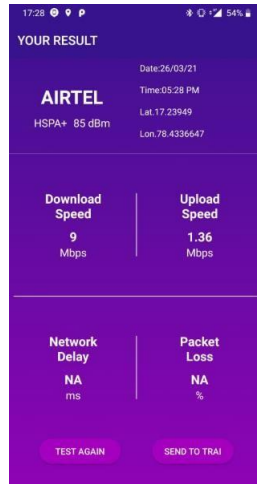 17:28 54%
YOUR RESULT
AIRTEL
HSPA+ 85 dBm
Date:26/03/21
Time:05:28 PM
Lat.17.23949
Lon.78.4336647
Download
Speed
9
Mbps
Upload
Speed
1.36
Mbps
Network
Delay
NA
ms
Packet
Loss
NA
%
TEST AGAIN
SEND TO TRAI